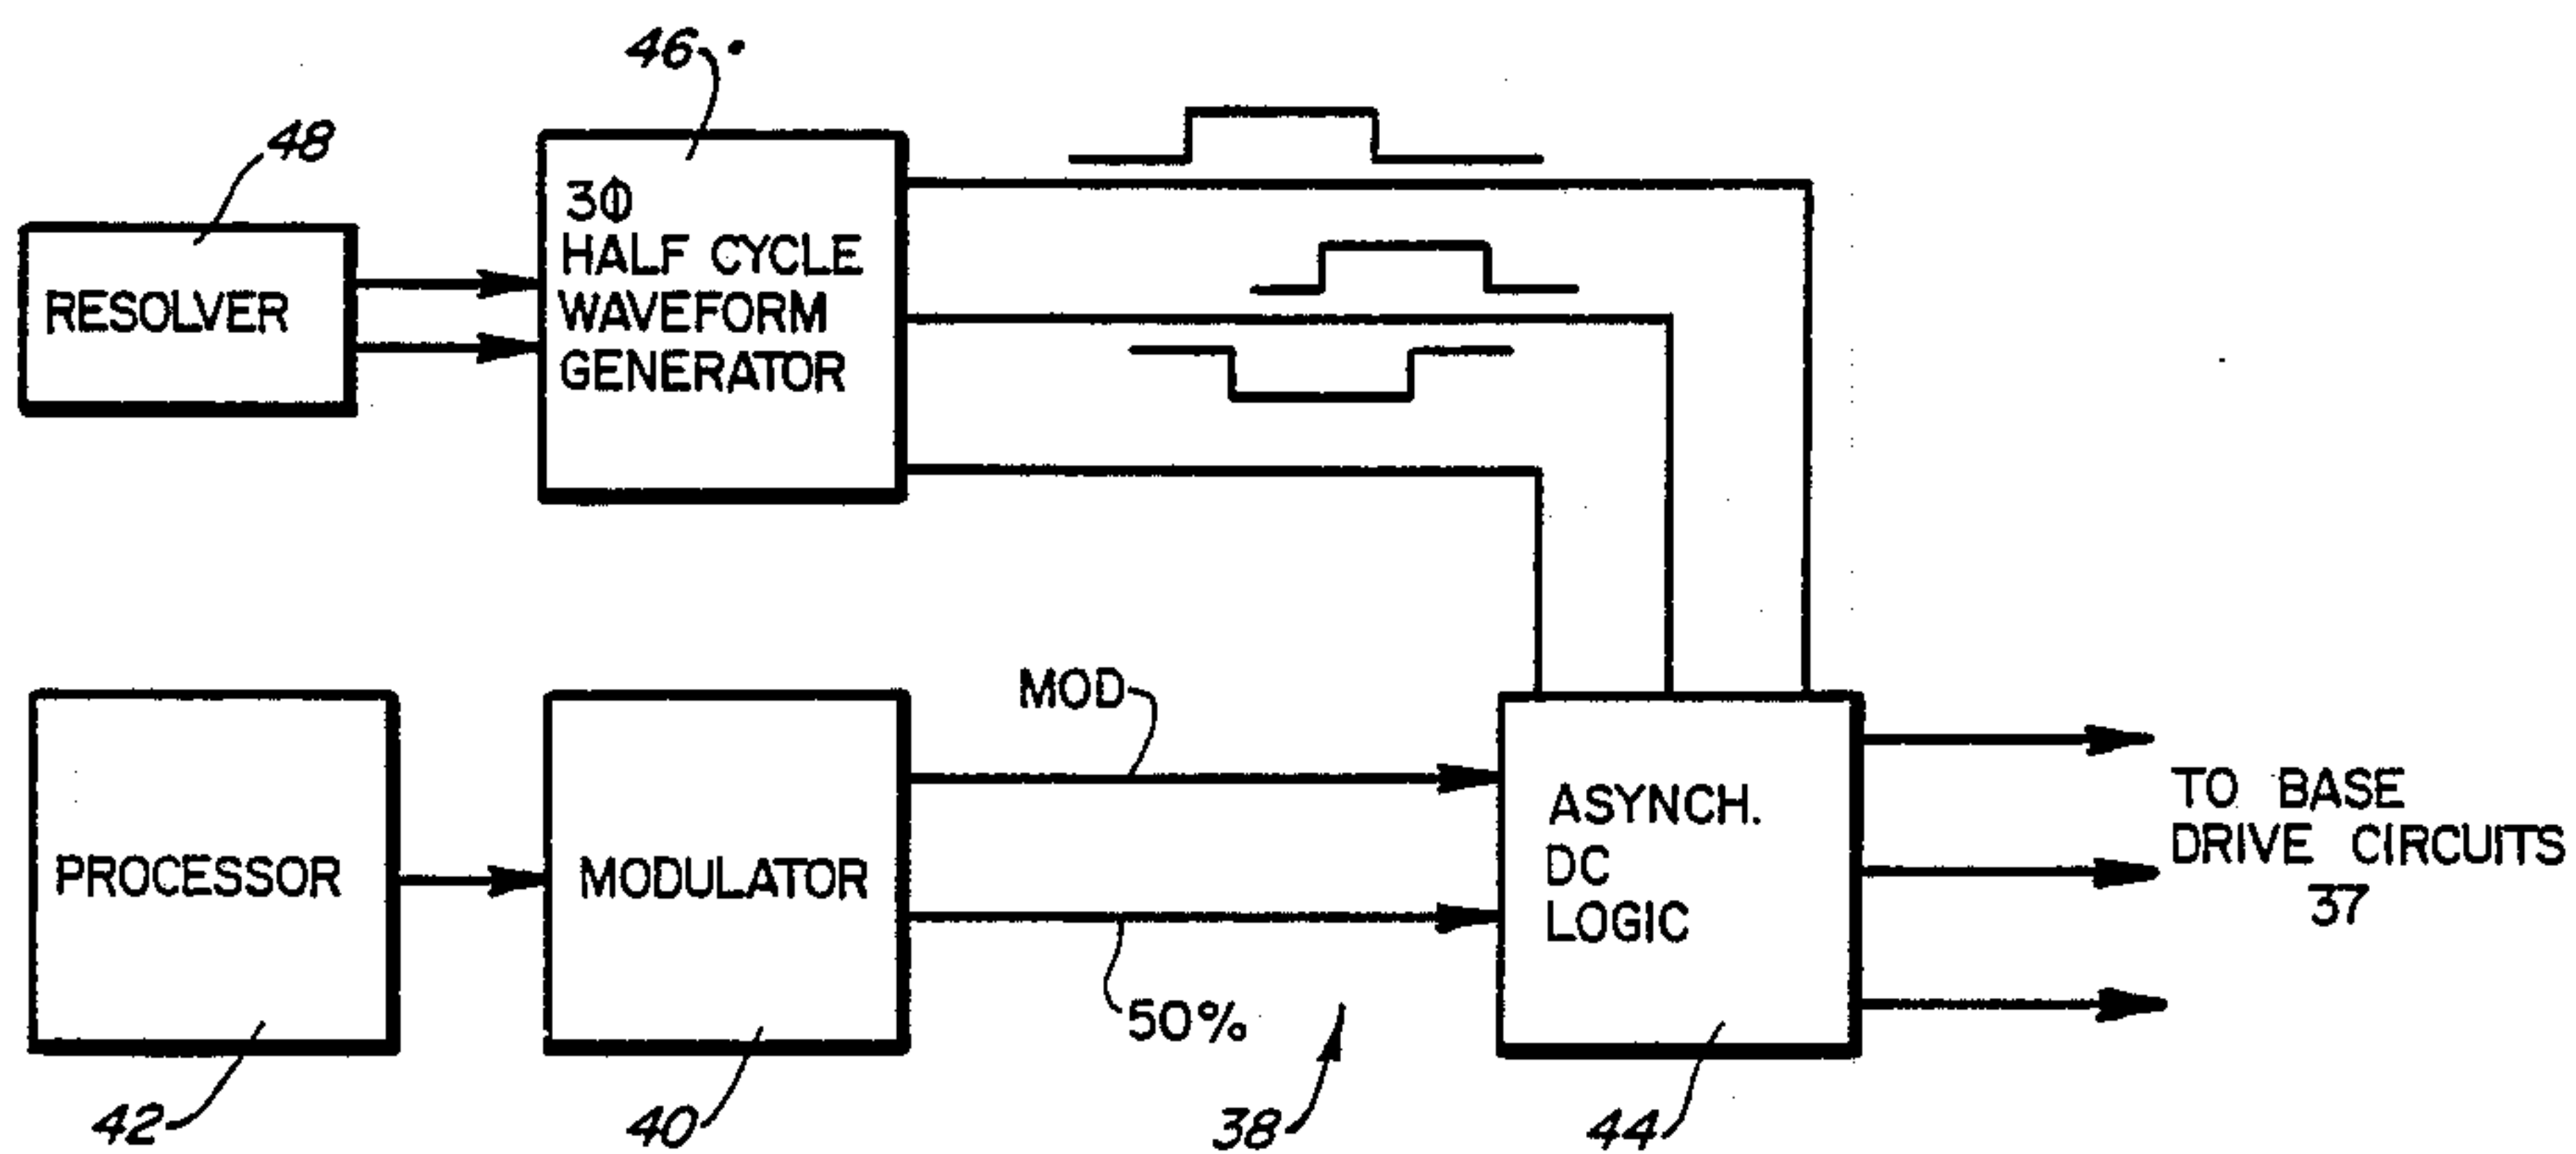 46
48
3Φ
HALF CYCLE
WAVEFORM
GENERATOR
RESOLVER
MOD
PROCESSOR
MODULATOR
ASYNCH.
DC
LOGIC
TO BASE
DRIVE CIRCUITS
37
50%
42
40
38
44